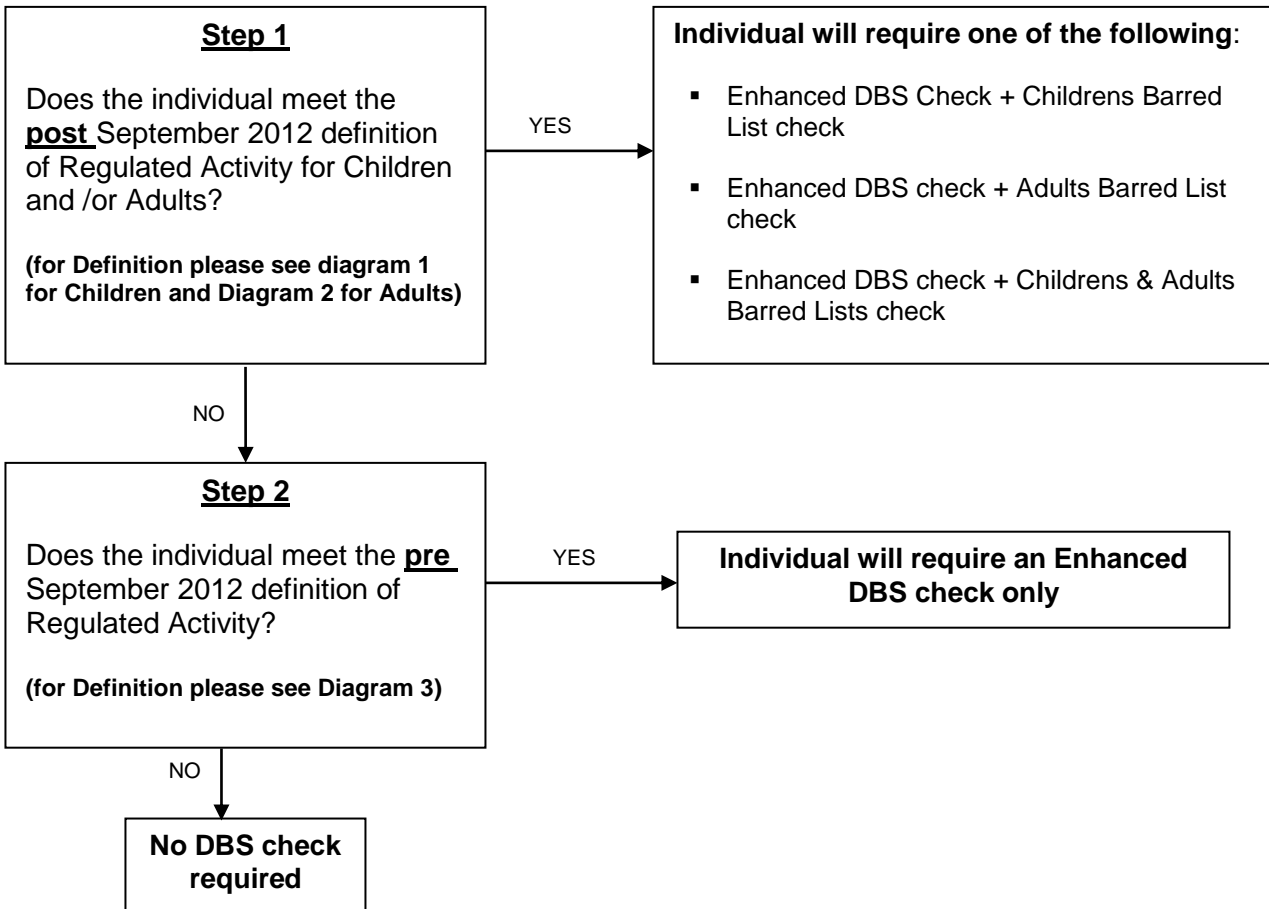 Step 1
Does the individual meet the
post September 2012 definition
of Regulated Activity for Children
and /or Adults?
(for Definition please see diagram 1
for Children and Diagram 2 for Adults)
YES
Individual will require one of the following:
▪ Enhanced DBS Check + Childrens Barred
List check
▪ Enhanced DBS check + Adults Barred List
check
▪ Enhanced DBS check + Childrens & Adults
Barred Lists check
NO
Step 2
Does the individual meet the pre
September 2012 definition of
Regulated Activity?
(for Definition please see Diagram 3)
YES
Individual will require an Enhanced
DBS check only
NO
No DBS check
required